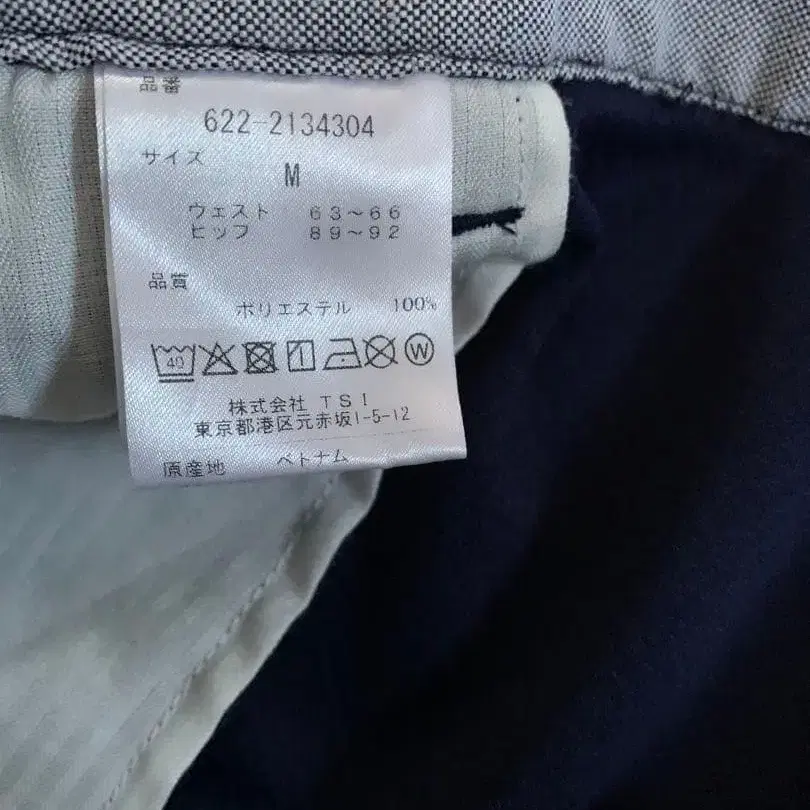 品番
622-2134304
サイズ
M
ウェスト 63～66
ヒップ 89～92
品質
ポリエステル 100%
40
W
株式会社 TSI
東京都港区元赤坂1-5-12
原産地 ベトナム